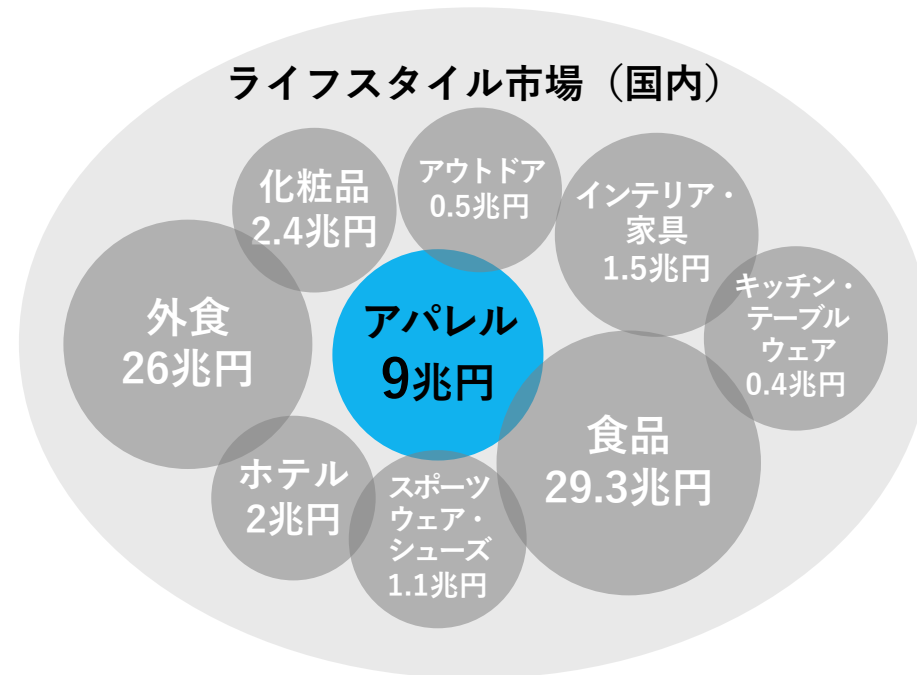 ライフスタイル市場（国内）
化粧品
2.4兆円
アウトドア
0.5兆円
インテリア・
家具
1.5兆円
キッチン・
テーブル
ウェア
0.4兆円
外食
26兆円
アパレル
9兆円
食品
29.3兆円
ホテル
2兆円
スポーツ
ウェア・
シューズ
1.1兆円